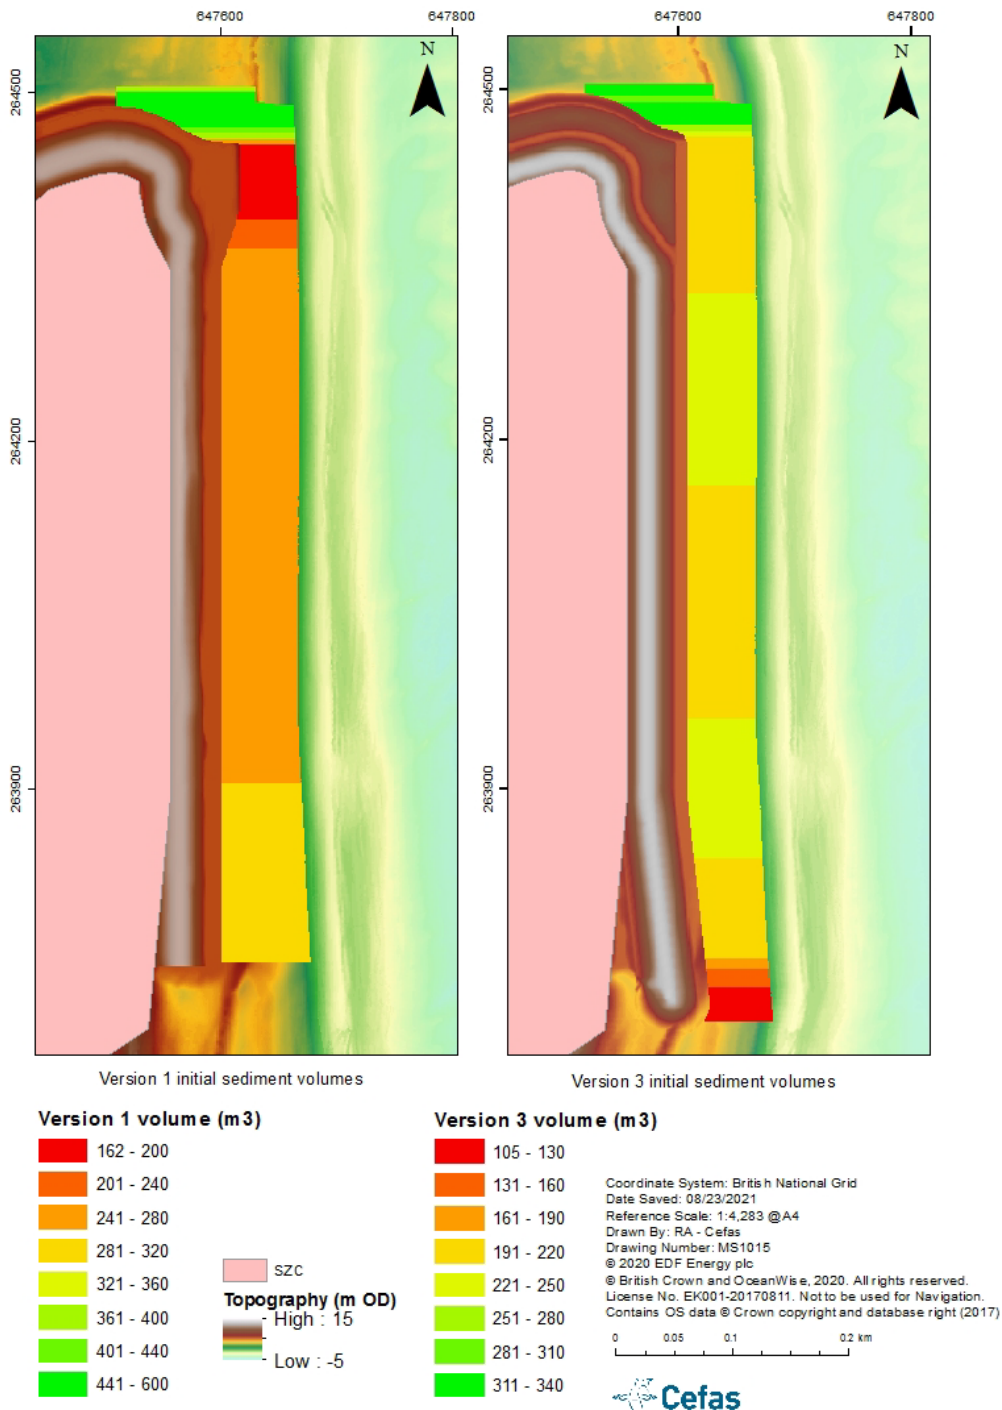 647600
647800
647600
647800
N
N
264500
264500
264200
264200
263900
263900
Version 1 initial sediment volumes
Version 3 initial sediment volumes
Version 1 volume (m3)
162 - 200
201 - 240
241 - 280
281 - 320
321 - 360
361 - 400
401 - 440
441 - 600
szc
Topography (m OD)
High : 15
Low : -5
Version 3 volume (m3)
105 - 130
131 - 160
161 - 190
191 - 220
221 - 250
251 - 280
281 - 310
311 - 340
Coordinate System: British National Grid
Date Saved: 08/23/2021
Reference Scale: 1:4,283 @A4
Drawn By: RA - Cefas
Drawing Number: MS1015
© 2020 EDF Energy plc
© British Crown and OceanWise, 2020. All rights reserved.
License No. EK001-20170811. Not to be used for Navigation.
Contains OS data © Crown copyright and database right (2017)
0 0.05 0.1 0.2 km
Cefas